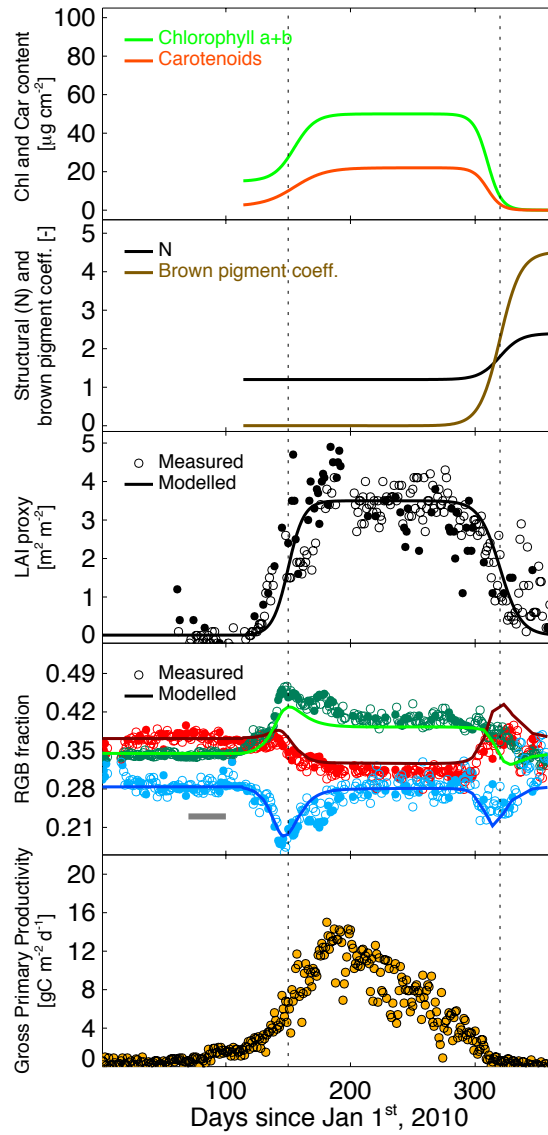 100
80
60
40
20
0
Chl and Car content
[µg cm-2]
Chlorophyll a+b
Carotenoids
5
4
3
2
1
0
Structural (N) and
brown pigment coeff. [-]
N
Brown pigment coeff.
5
4
3
2
1
0
LAI proxy
[m² m-²]
Measured
Modelled
0.49
0.42
0.35
0.28
0.21
RGB fraction
Measured
Modelled
20
16
12
8
4
0
Gross Primary Productivity
[gC m-2 d-1]
100 200 300
Days since Jan 1st, 2010